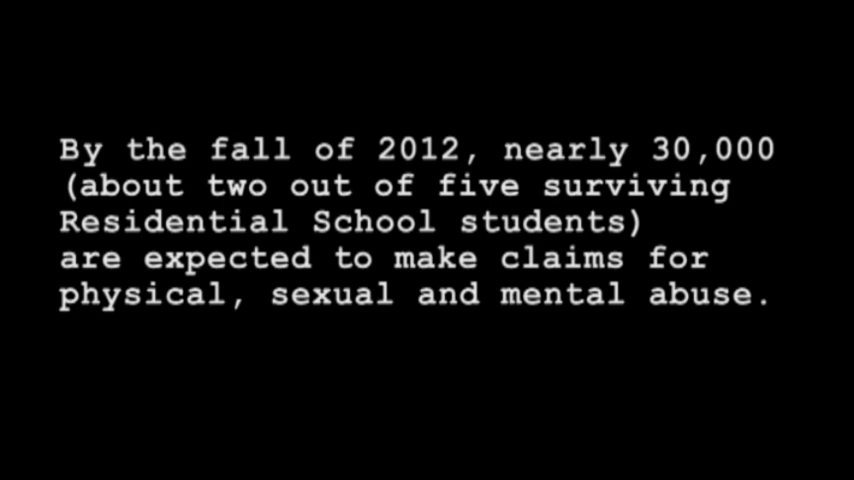 By the fall of 2012, nearly 30,000
(about two out of five surviving
Residential School students)
are expected to make claims for
physical, sexual and mental abuse.